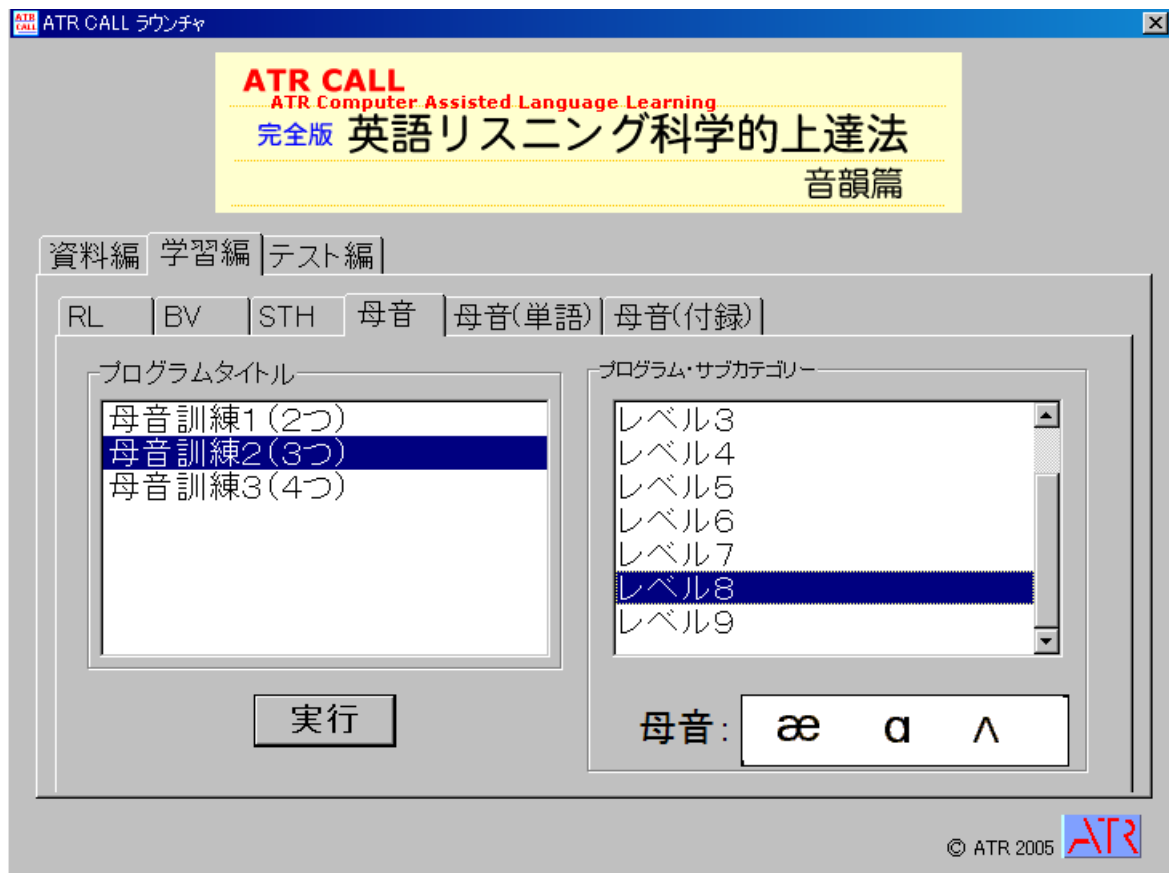 ATR CALL ラウンチャ
ATR CALL
ATR Computer Assisted Language Learning
完全版 英語リスニング科学的上達法
音韻篇
資料編 学習編 テスト編
RL BV STH 母音 母音(単語) 母音(付録)
プログラムタイトル
母音訓練1(2つ)
母音訓練2(3つ)
母音訓練3(4つ)
実行
プログラム・サブカテゴリー
レベル3
レベル4
レベル5
レベル6
レベル7
レベル8
レベル9
母音: æ ɑ ʌ
© ATR 2005 ATR